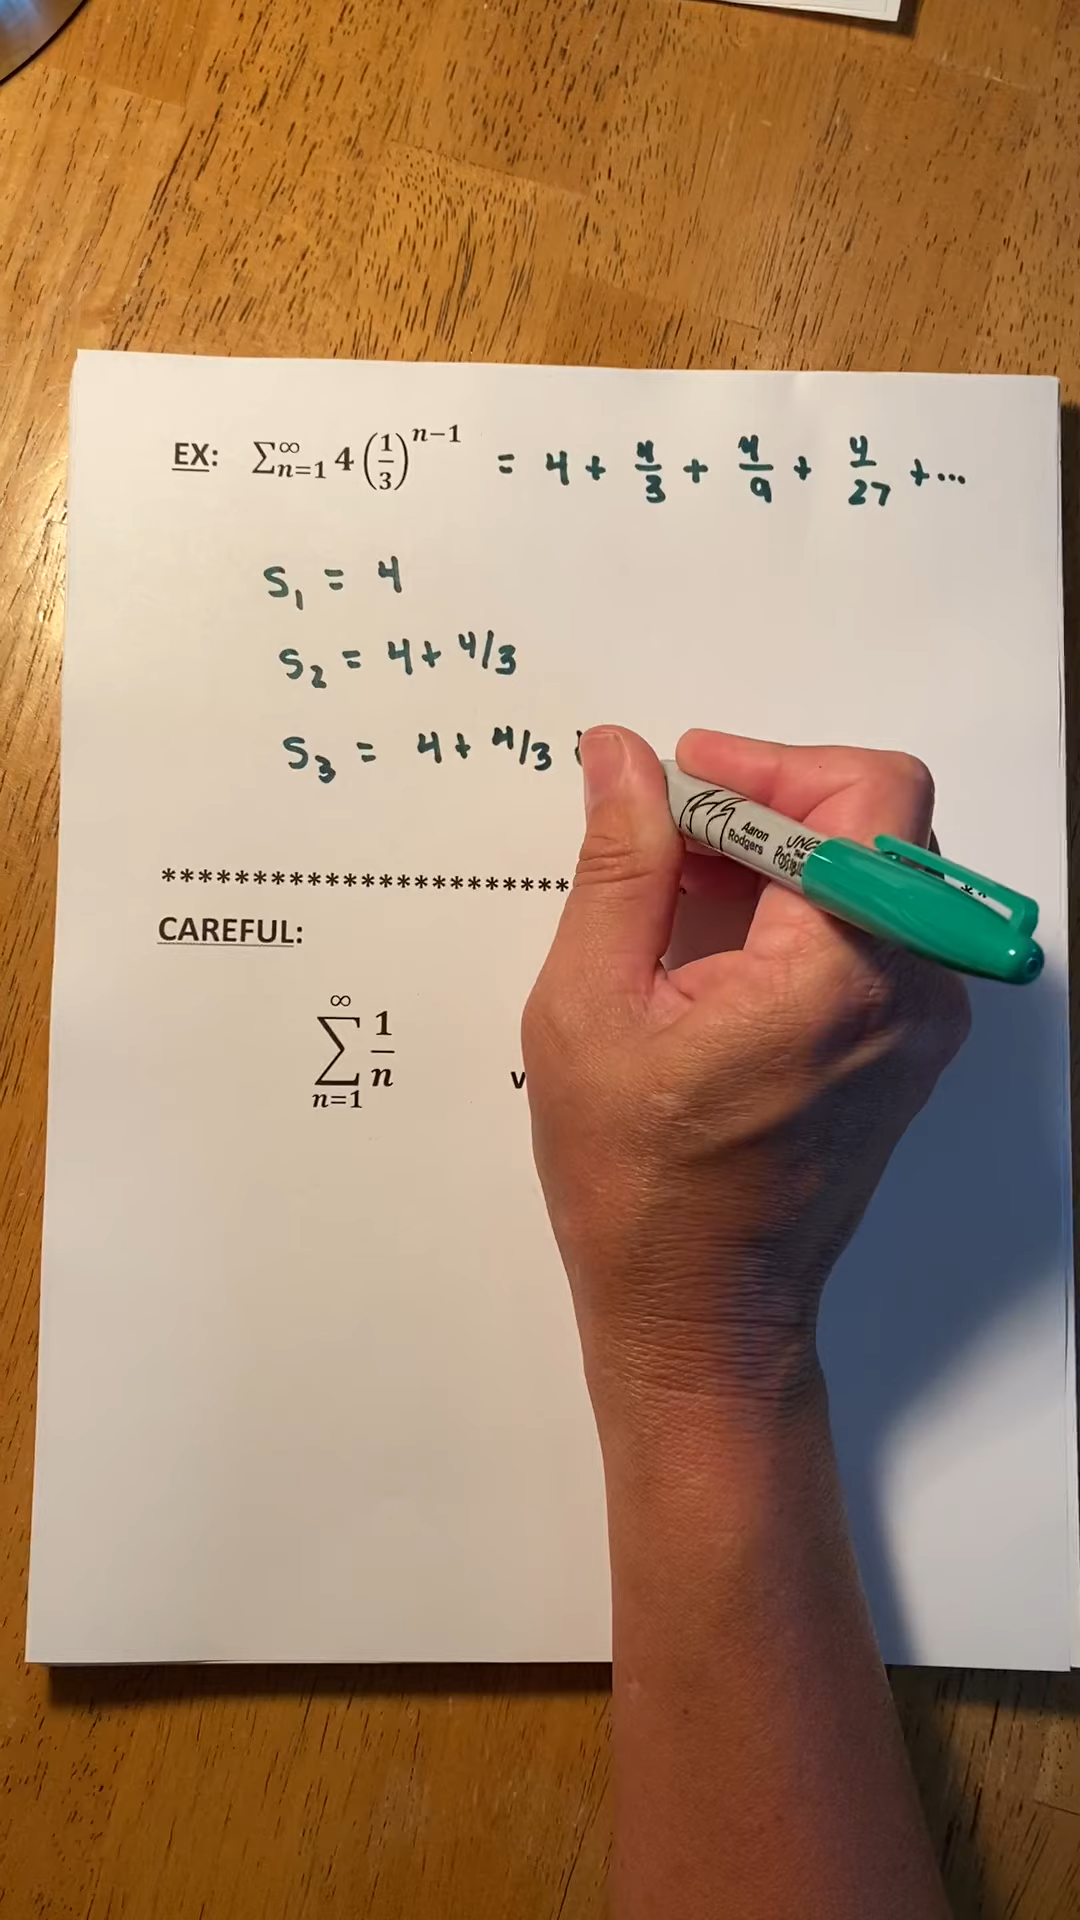 EX: ∑_{n=1}^{∞} 4 (1/3)^{n−1} = 4 + 4/3 + 4/9 + 4/27 + ...
S₁ = 4
S₂ = 4 + 4/3
S₃ = 4 + 4/3
Aaron
Rodgers
************************
CAREFUL:
∑_{n=1}^{∞} 1/n